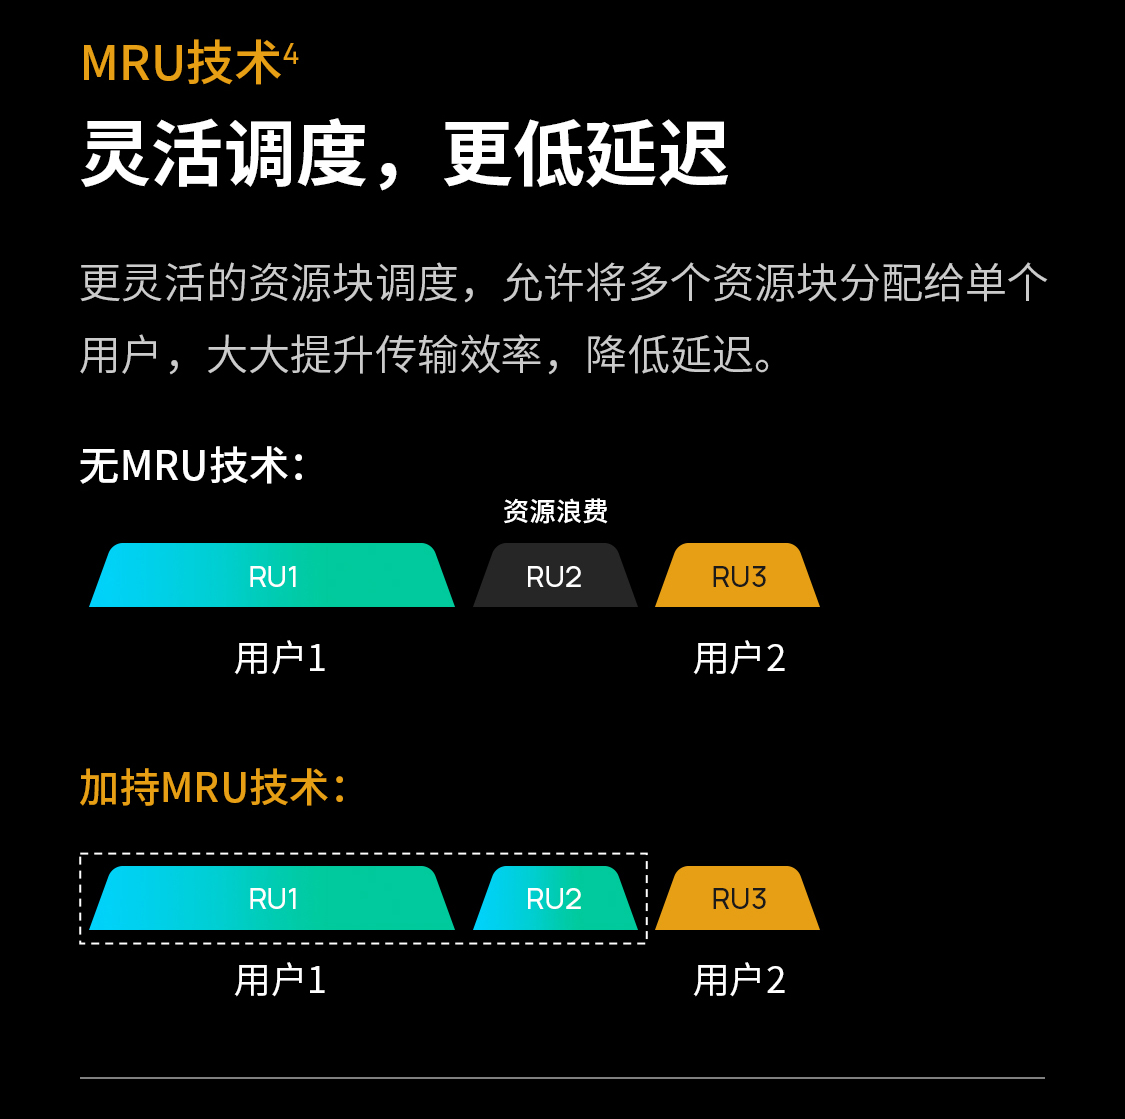 MRU技术⁴
灵活调度，更低延迟
更灵活的资源块调度，允许将多个资源块分配给单个
用户，大大提升传输效率，降低延迟。
无MRU技术：
资源浪费
RU1 RU2 RU3
用户1 用户2
加持MRU技术：
RU1 RU2 RU3
用户1 用户2